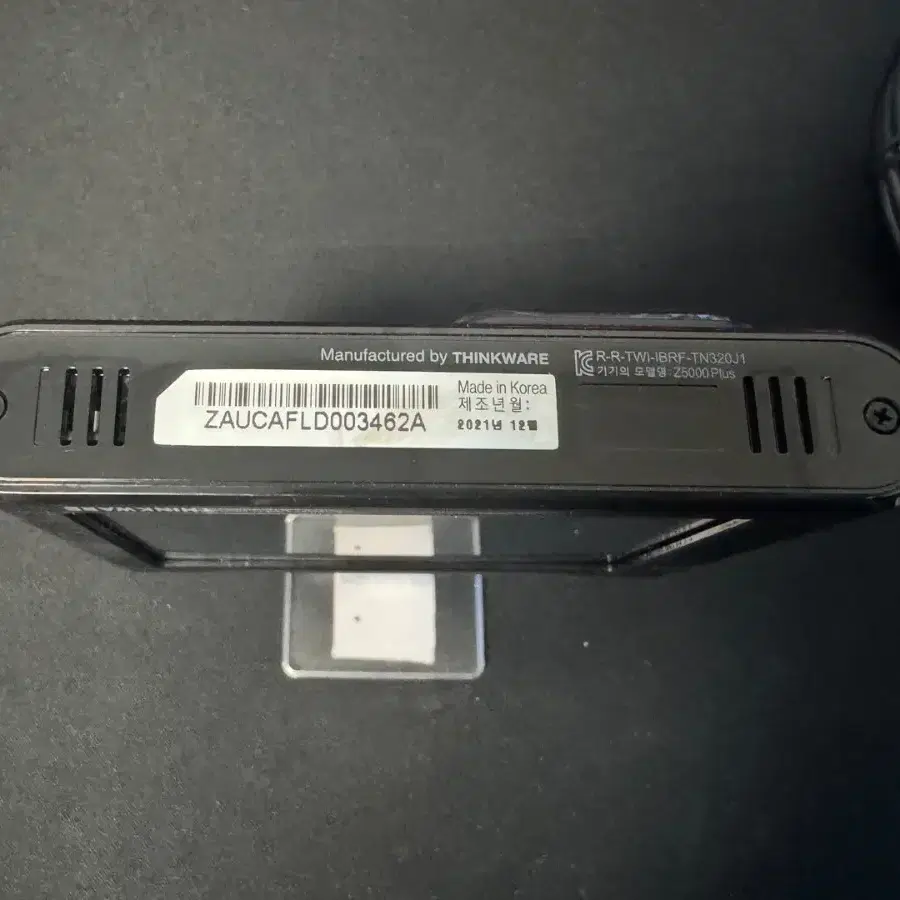 Manufactured by THINKWARE
R-R-TWI-IBRF-TN320J1
기기의 모델명: Z5000 Plus
ZAUCAFLD003462A
Made in Korea
제조년월:
2021년 12월
THINKWARE